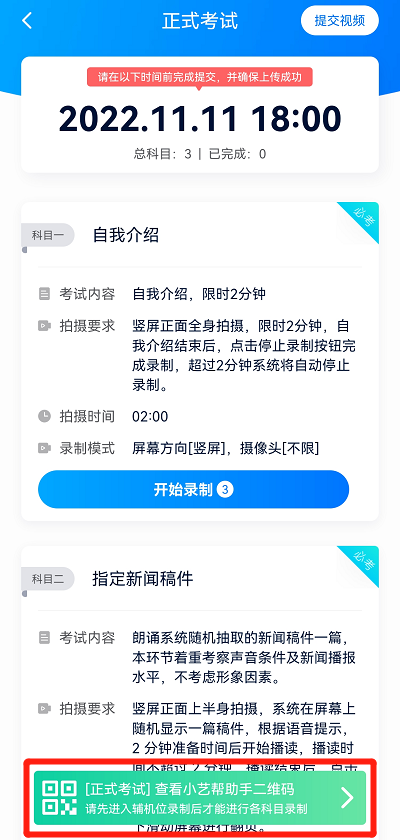 正式考试
提交视频
请在以下时间前完成提交，并确保上传成功
2022.11.11 18:00
总科目：3 | 已完成：0
必考
科目一
自我介绍
考试内容
自我介绍，限时2分钟
拍摄要求
竖屏正面全身拍摄，限时2分钟，自
我介绍结束后，点击停止录制按钮完
成录制，超过2分钟系统将自动停止
录制。
拍摄时间
02:00
录制模式
屏幕方向[竖屏]，摄像头[不限]
开始录制 3
必考
科目二
指定新闻稿件
考试内容
朗诵系统随机抽取的新闻稿件一篇，
本环节着重考察声音条件及新闻播报
水平，不考虑形象因素。
拍摄要求
竖屏正面上半身拍摄，系统在屏幕上
随机显示一篇稿件，根据语音提示，
2 分钟准备时间后开始播读，播读时
间不超过 2 分钟，播读结束后，点击
[正式考试] 查看小艺帮助手二维码
请先进入辅机位录制后才能进行各科目录制
下滑动屏幕进行翻页。